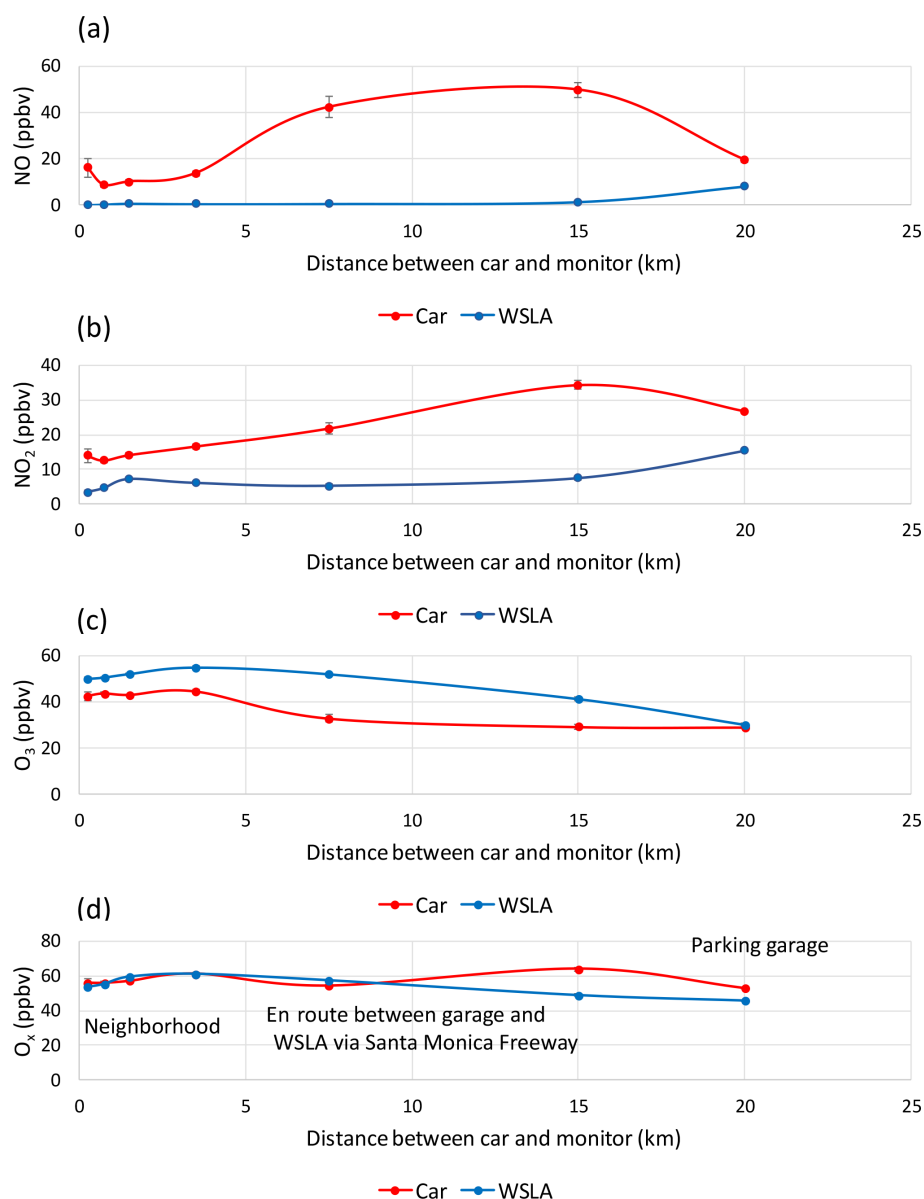 (a)
60
40
20
0
NO (ppbv)
0 5 10 15 20 25
Distance between car and monitor (km)
Car WSLA
(b)
40
30
20
10
0
NO₂ (ppbv)
0 5 10 15 20 25
Distance between car and monitor (km)
Car WSLA
(c)
60
40
20
0
O₃ (ppbv)
0 5 10 15 20 25
Distance between car and monitor (km)
Car WSLA
(d)
80
60
40
20
0
Oₓ (ppbv)
Parking garage
Neighborhood
En route between garage and
WSLA via Santa Monica Freeway
0 5 10 15 20 25
Distance between car and monitor (km)
Car WSLA